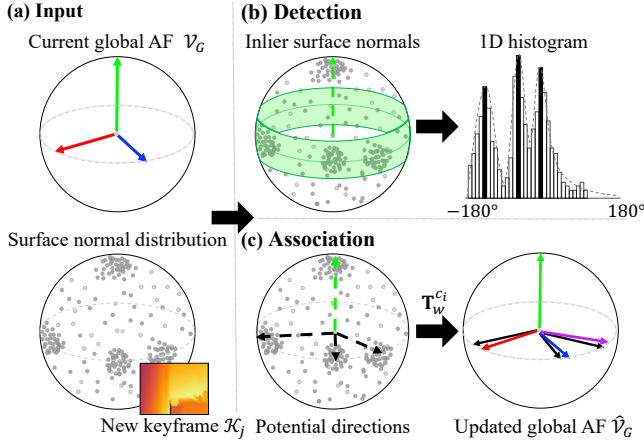 (a) Input
Current global AF 𝒱_G
Surface normal distribution
New keyframe 𝒦_j
(b) Detection
Inlier surface normals
1D histogram
−180° 180°
(c) Association
T_w^{c_i}
Potential directions
Updated global AF 𝒱̂_G